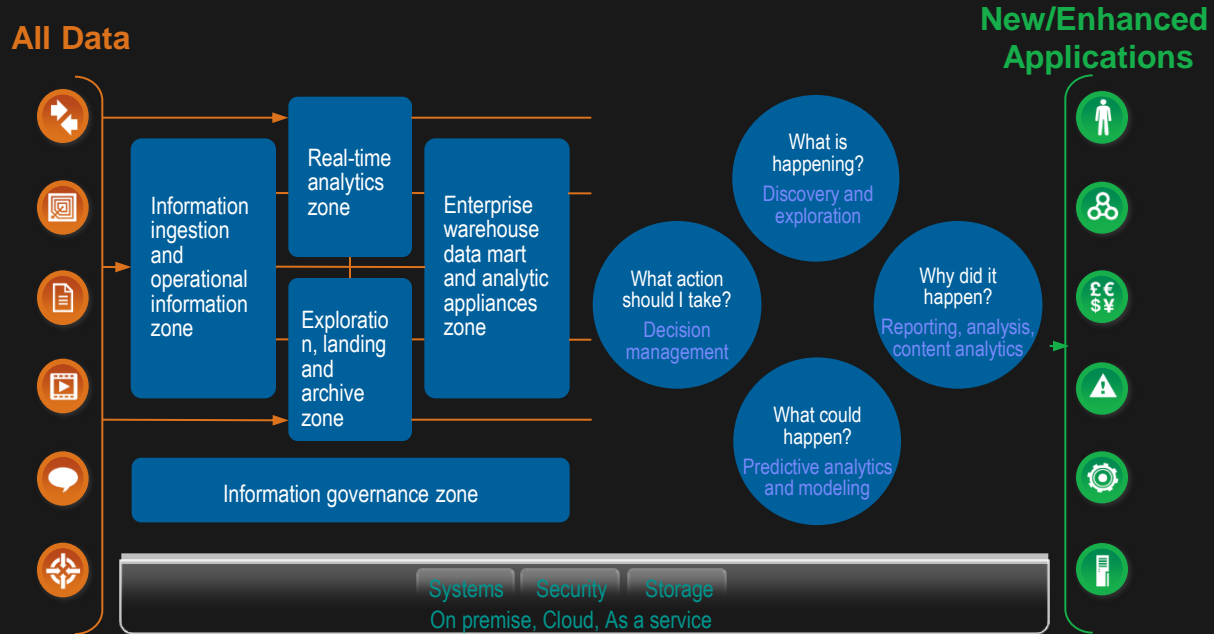 All Data
New/Enhanced
Applications
Information
ingestion
and
operational
information
zone
Real-time
analytics
zone
Exploratio
n, landing
and
archive
zone
Enterprise
warehouse
data mart
and analytic
appliances
zone
Information governance zone
What is
happening?
Discovery and
exploration
What action
should I take?
Decision
management
Why did it
happen?
Reporting, analysis,
content analytics
What could
happen?
Predictive analytics
and modeling
£€
$¥
Systems
Security
Storage
On premise, Cloud, As a service